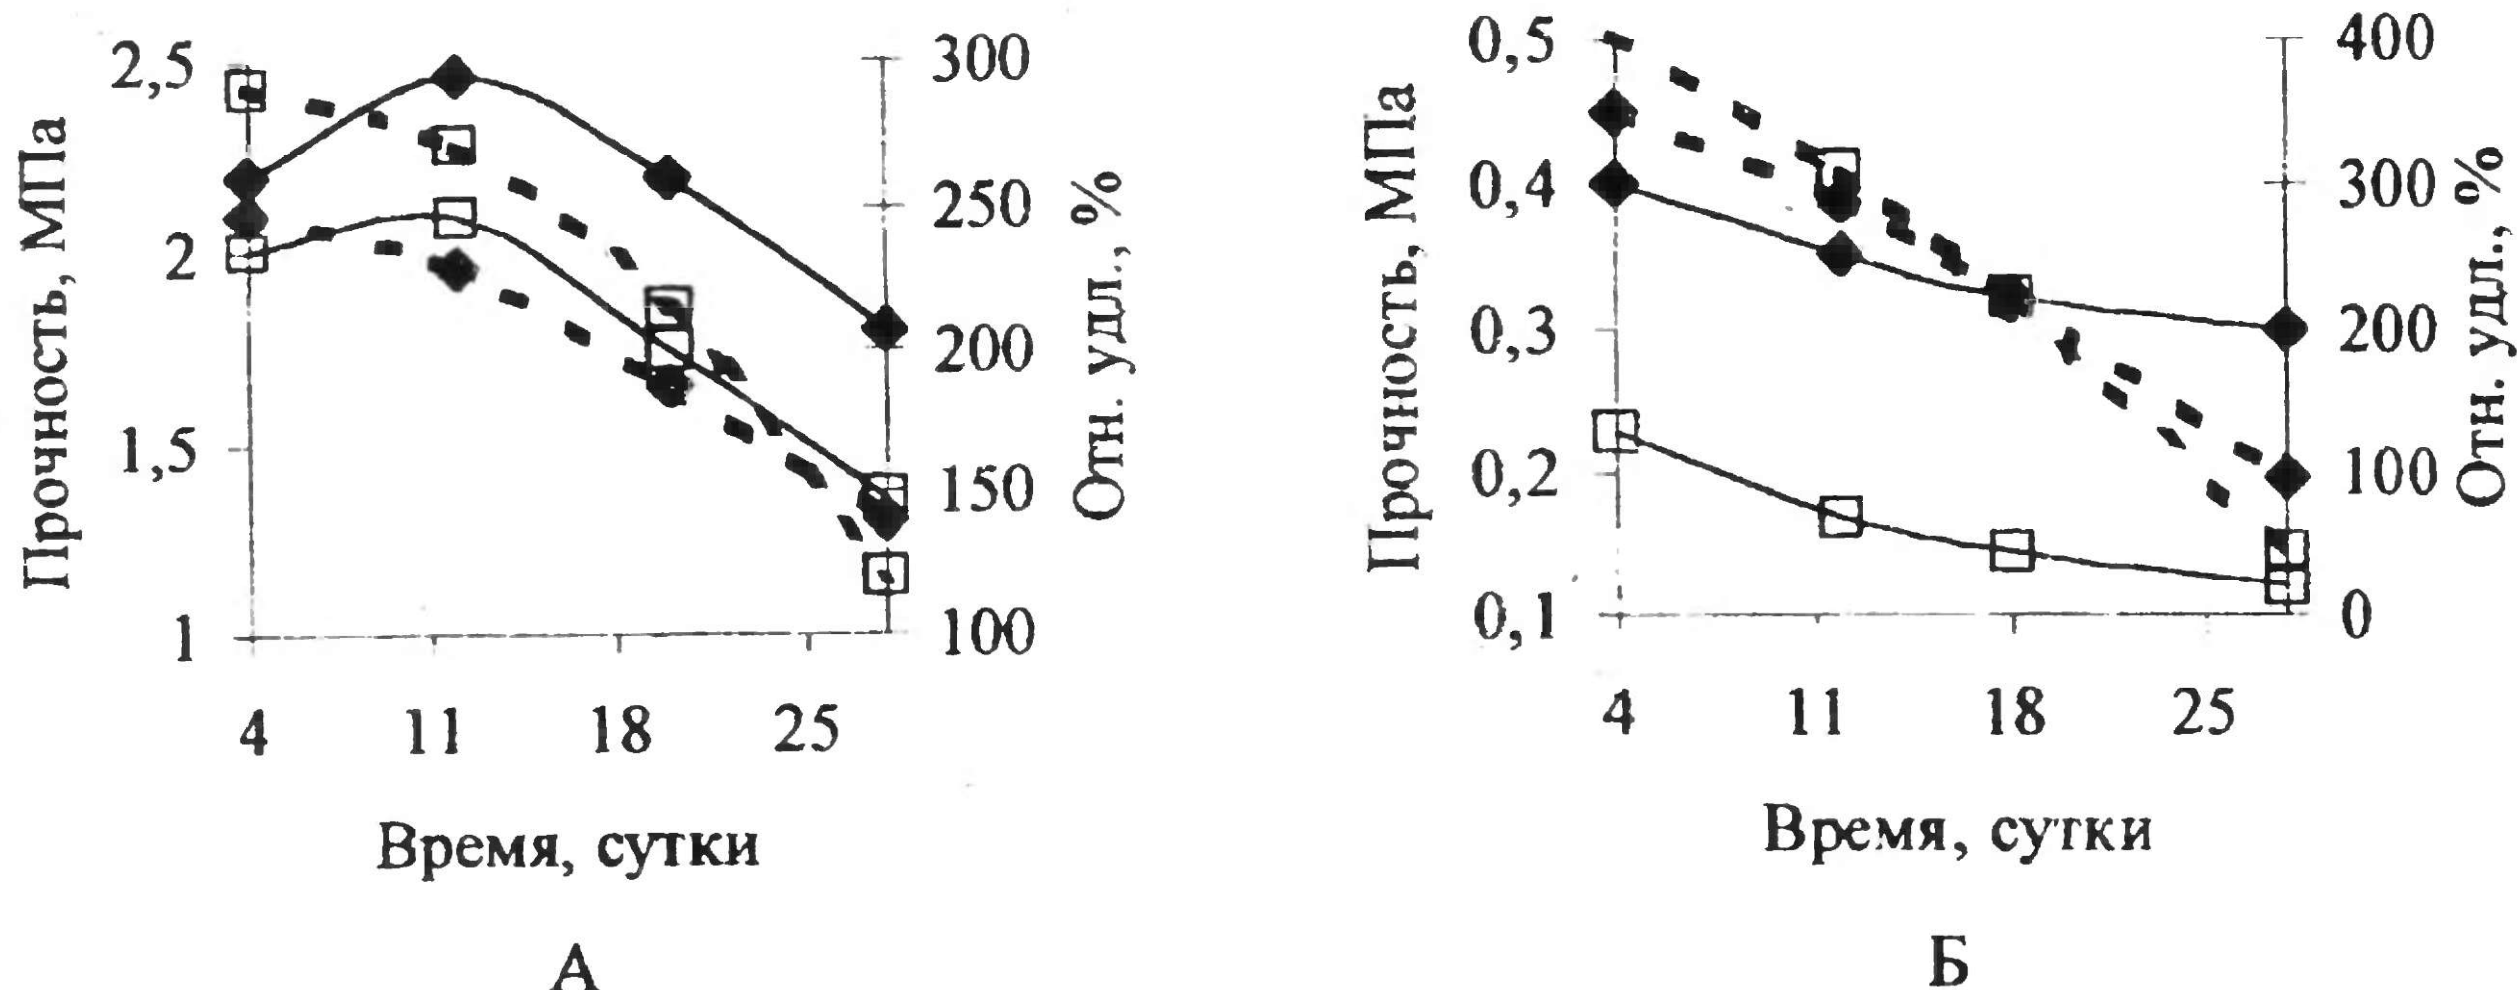 Прочность, МПа
2,5
2
1,5
1
300
250
200
150
100
Отн. удл., %
4 11 18 25
Время, сутки
А
Прочность, МПа
0,5
0,4
0,3
0,2
0,1
400
300
200
100
0
Отн. удл., %
4 11 18 25
Время, сутки
Б